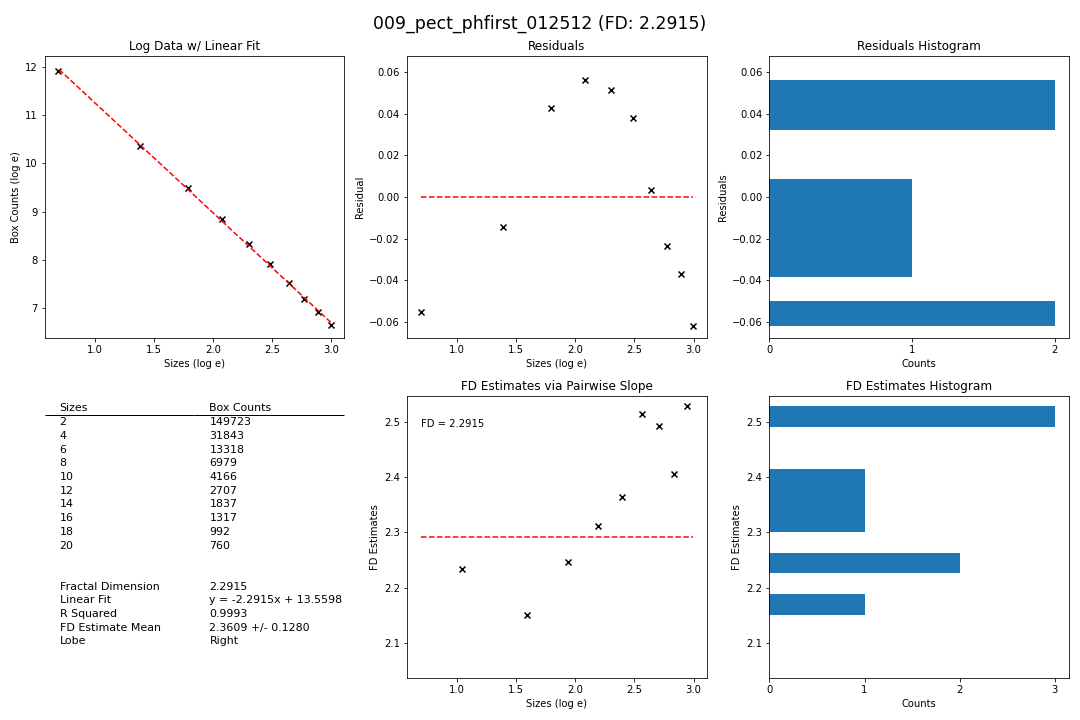 009_pect_phfirst_012512 (FD: 2.2915)
Log Data w/ Linear Fit
12
11
10
9
8
7
Box Counts (log e)
1.0 1.5 2.0 2.5 3.0
Sizes (log e)
Residuals
0.06
0.04
0.02
0.00
−0.02
−0.04
−0.06
Residual
1.0 1.5 2.0 2.5 3.0
Sizes (log e)
Residuals Histogram
0.06
0.04
0.02
0.00
−0.02
−0.04
−0.06
Residuals
0 1 2
Counts
Sizes Box Counts
2 149723
4 31843
6 13318
8 6979
10 4166
12 2707
14 1837
16 1317
18 992
20 760
Fractal Dimension 2.2915
Linear Fit y = -2.2915x + 13.5598
R Squared 0.9993
FD Estimate Mean 2.3609 +/- 0.1280
Lobe Right
FD Estimates via Pairwise Slope
FD = 2.2915
2.5
2.4
2.3
2.2
2.1
FD Estimates
1.0 1.5 2.0 2.5 3.0
Sizes (log e)
FD Estimates Histogram
2.5
2.4
2.3
2.2
2.1
FD Estimates
0 1 2 3
Counts